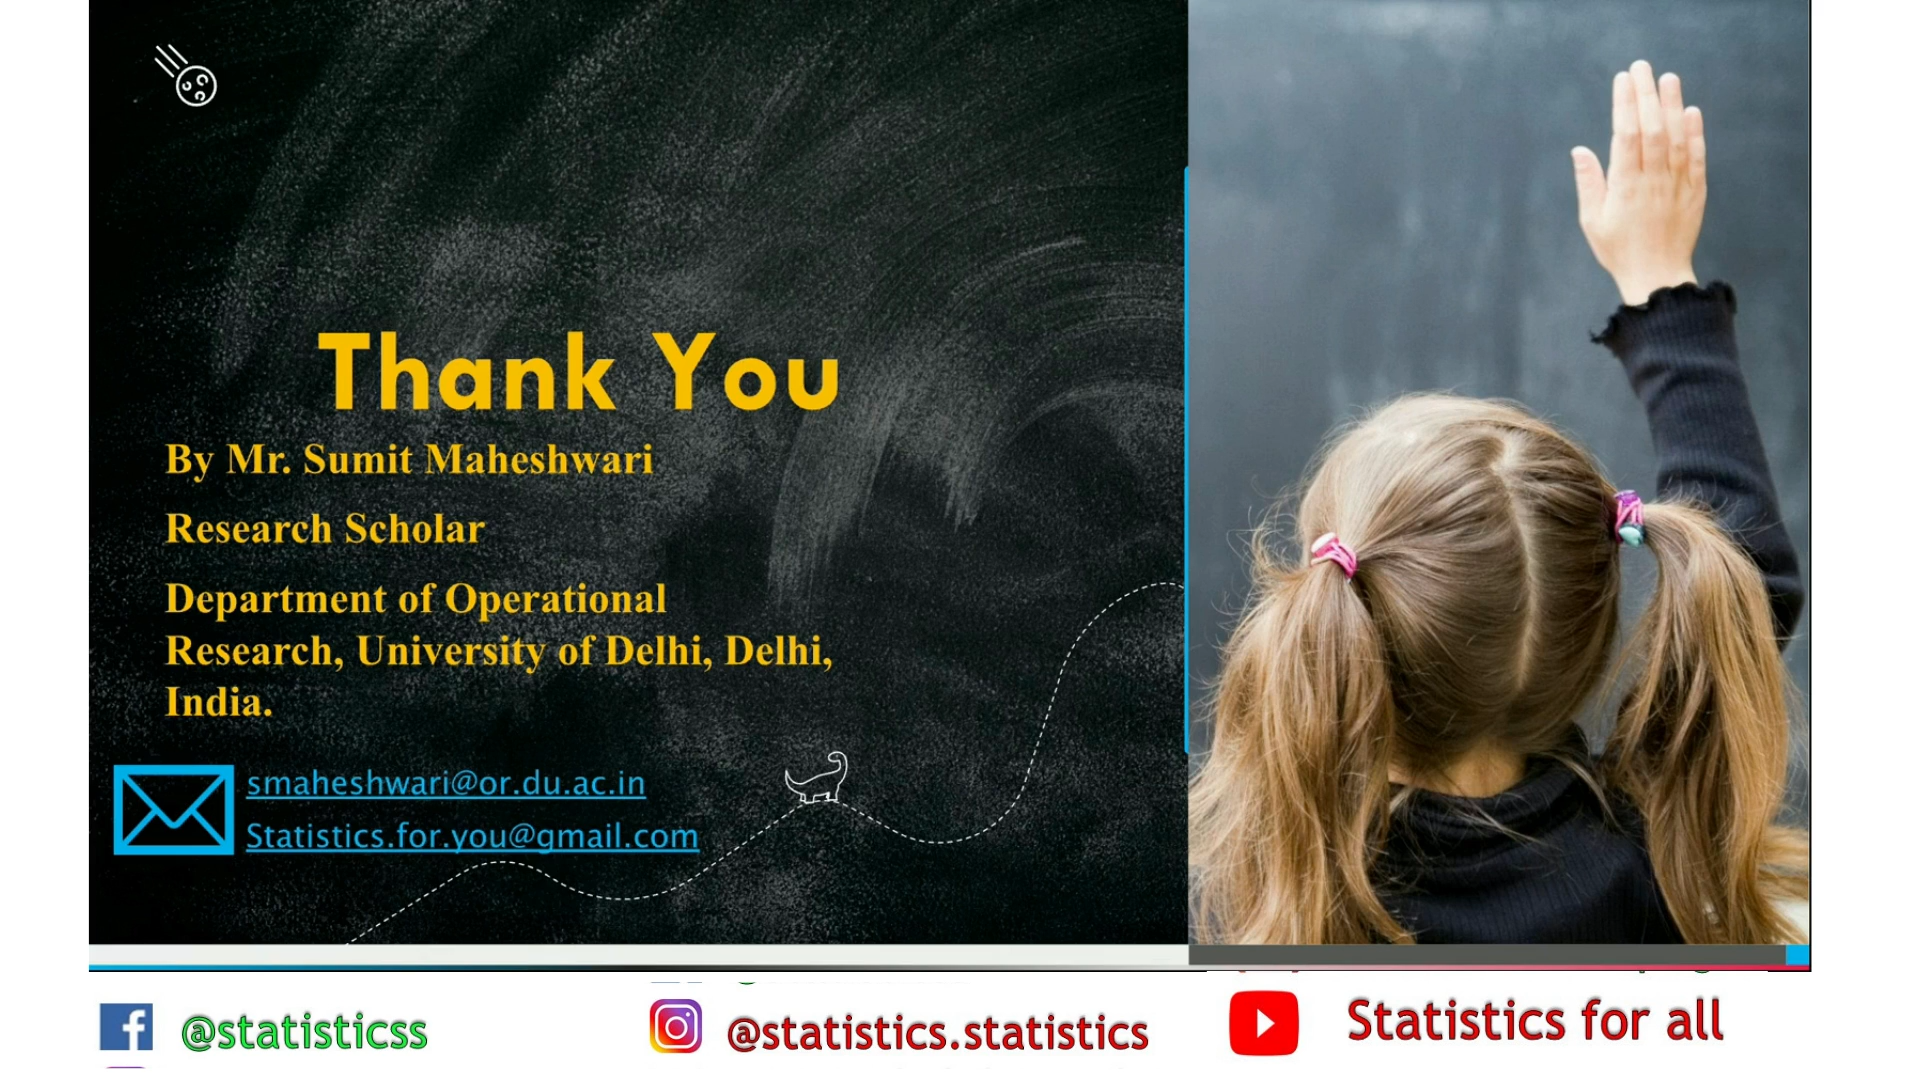 Thank You
By Mr. Sumit Maheshwari
Research Scholar
Department of Operational
Research, University of Delhi, Delhi,
India.
smaheshwari@or.du.ac.in
Statistics.for.you@gmail.com
@statisticss
@statistics.statistics
Statistics for all